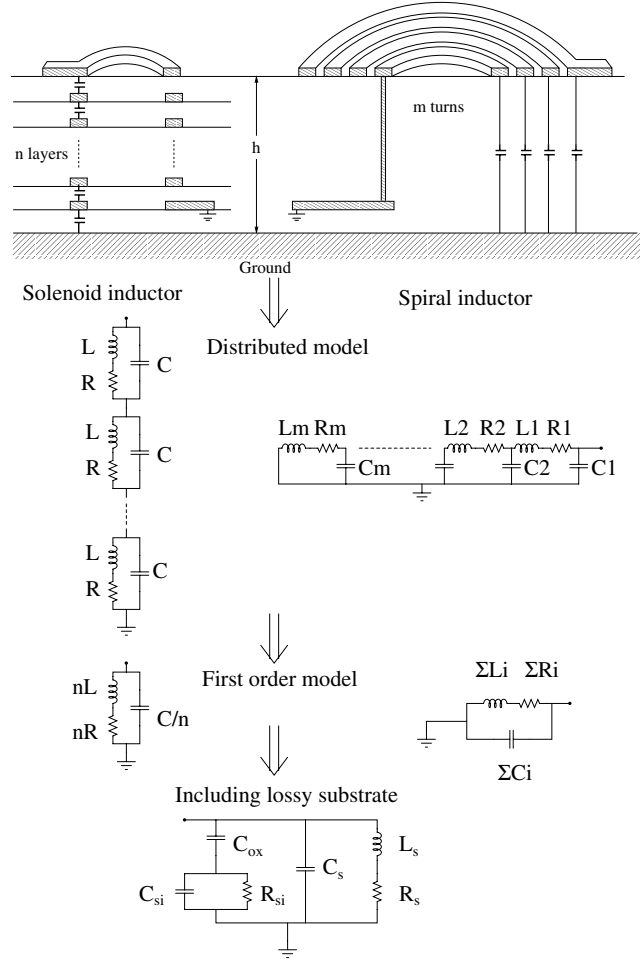 m turns
h
n layers
Ground
Solenoid inductor
Spiral inductor
Distributed model
L
R
C
L
R
C
Lm Rm
L2 R2 L1 R1
Cm
C2
C1
L
R
C
First order model
nL
nR
C/n
ΣLi ΣRi
ΣCi
Including lossy substrate
Cox
Cs
Ls
Csi
Rsi
Rs